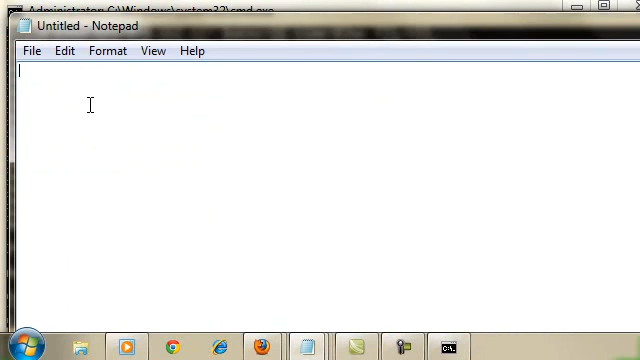 Administrator: C:\Windows\system32\cmd.exe
Untitled - Notepad
File Edit Format View Help
C:\.